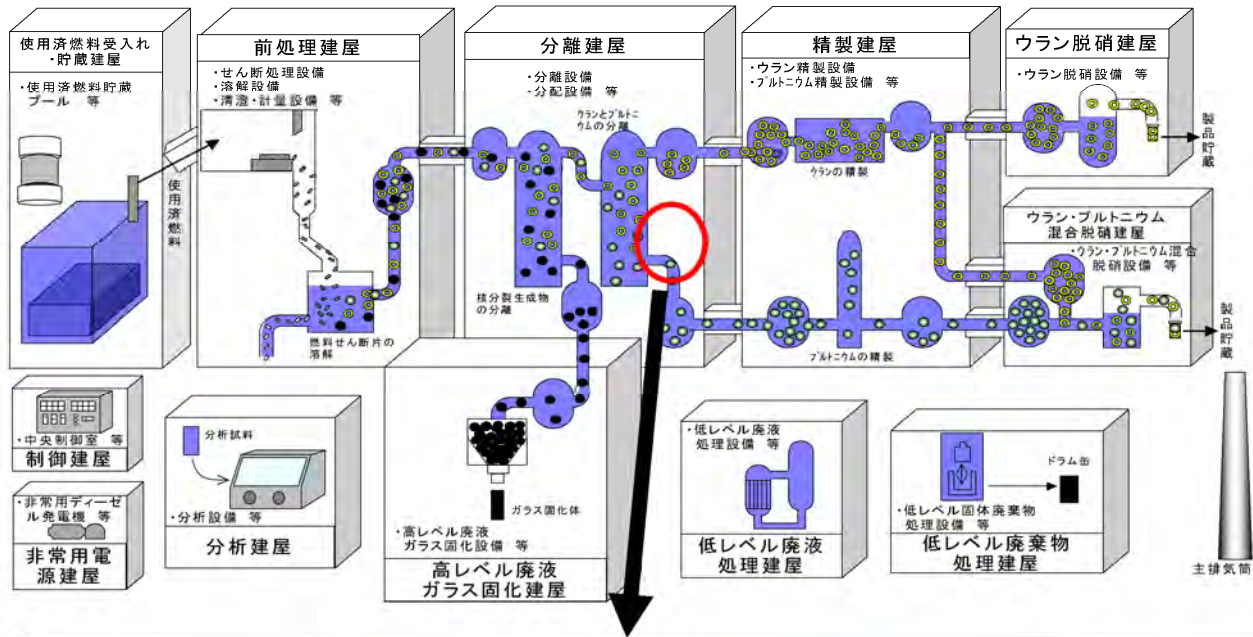 使用済燃料受入れ
・貯蔵建屋
・使用済燃料貯蔵
プール 等
使用済燃料
前処理建屋
・せん断処理設備
・溶解設備
・清澄・計量設備 等
燃料せん断片の
溶解
分離建屋
・分離設備
・分配設備 等
ウランとプルトニ
ウムの分離
核分裂生成物
の分離
精製建屋
・ウラン精製設備
・プルトニウム精製設備 等
ウランの精製
プルトニウムの精製
ウラン脱硝建屋
・ウラン脱硝設備 等
製品貯蔵
ウラン・プルトニウム
混合脱硝建屋
・ウラン・プルトニウム混合
脱硝設備 等
製品貯蔵
・中央制御室 等
制御建屋
・非常用ディーゼ
ル発電機 等
非常用電
源建屋
分析試料
・分析設備 等
分析建屋
ガラス固化体
・高レベル廃液
ガラス固化設備 等
高レベル廃液
ガラス固化建屋
・低レベル廃液
処理設備 等
低レベル廃液
処理建屋
ドラム缶
・低レベル固体廃棄物
処理設備 等
低レベル廃棄物
処理建屋
主排気筒